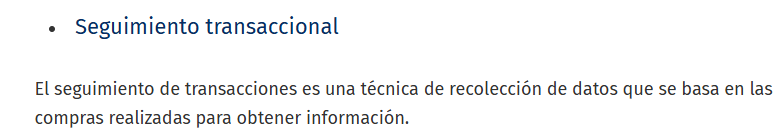 • Seguimiento transaccional
El seguimiento de transacciones es una técnica de recolección de datos que se basa en las
compras realizadas para obtener información.